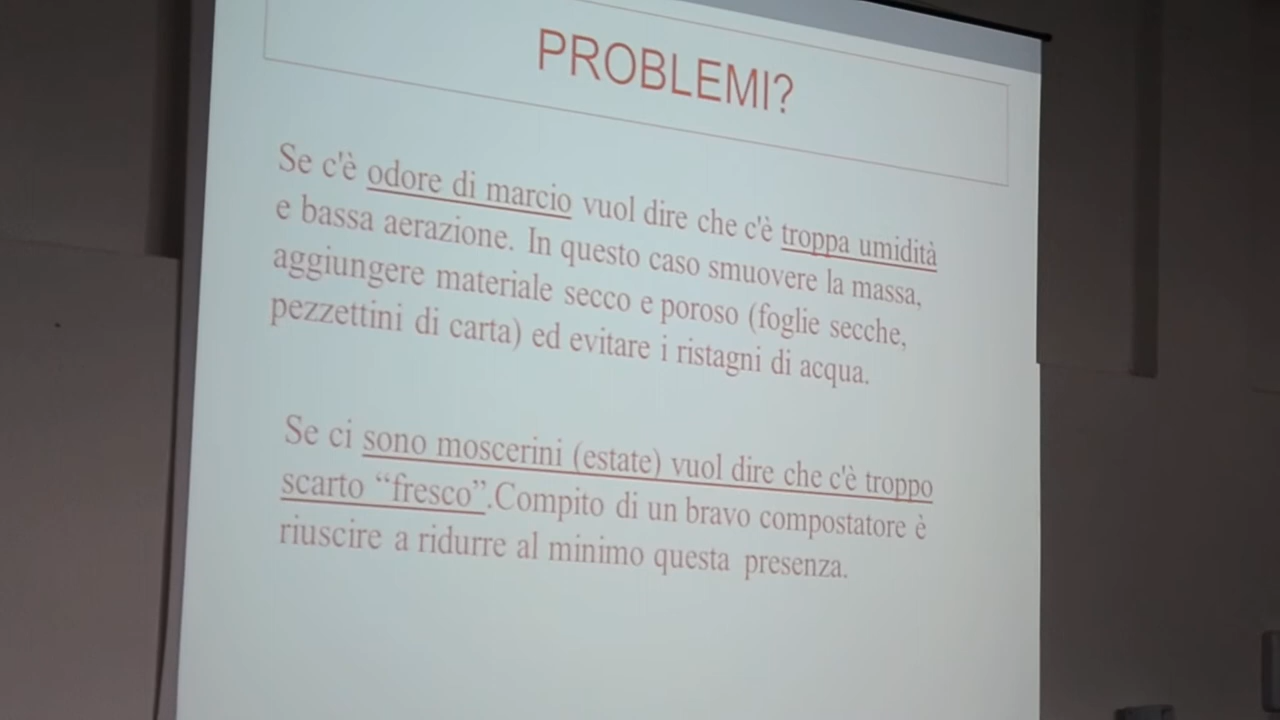 PROBLEMI?
Se c'è odore di marcio vuol dire che c'è troppa umidità
e bassa aerazione. In questo caso smuovere la massa,
aggiungere materiale secco e poroso (foglie secche,
pezzettini di carta) ed evitare i ristagni di acqua.
Se ci sono moscerini (estate) vuol dire che c'è troppo
scarto “fresco”.Compito di un bravo compostatore è
riuscire a ridurre al minimo questa presenza.